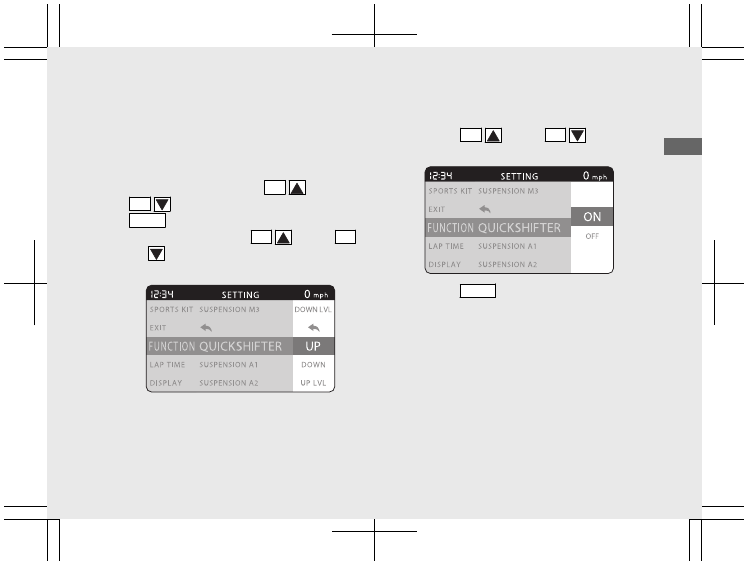 12:34 SETTING 0 mph
SPORTS KIT SUSPENSION M3 DOWN LVL
EXIT
FUNCTION QUICKSHIFTER UP
LAP TIME SUSPENSION A1 DOWN
DISPLAY SUSPENSION A2 UP LVL
12:34 SETTING 0 mph
SPORTS KIT SUSPENSION M3
EXIT
FUNCTION QUICKSHIFTER ON
LAP TIME SUSPENSION A1 OFF
DISPLAY SUSPENSION A2